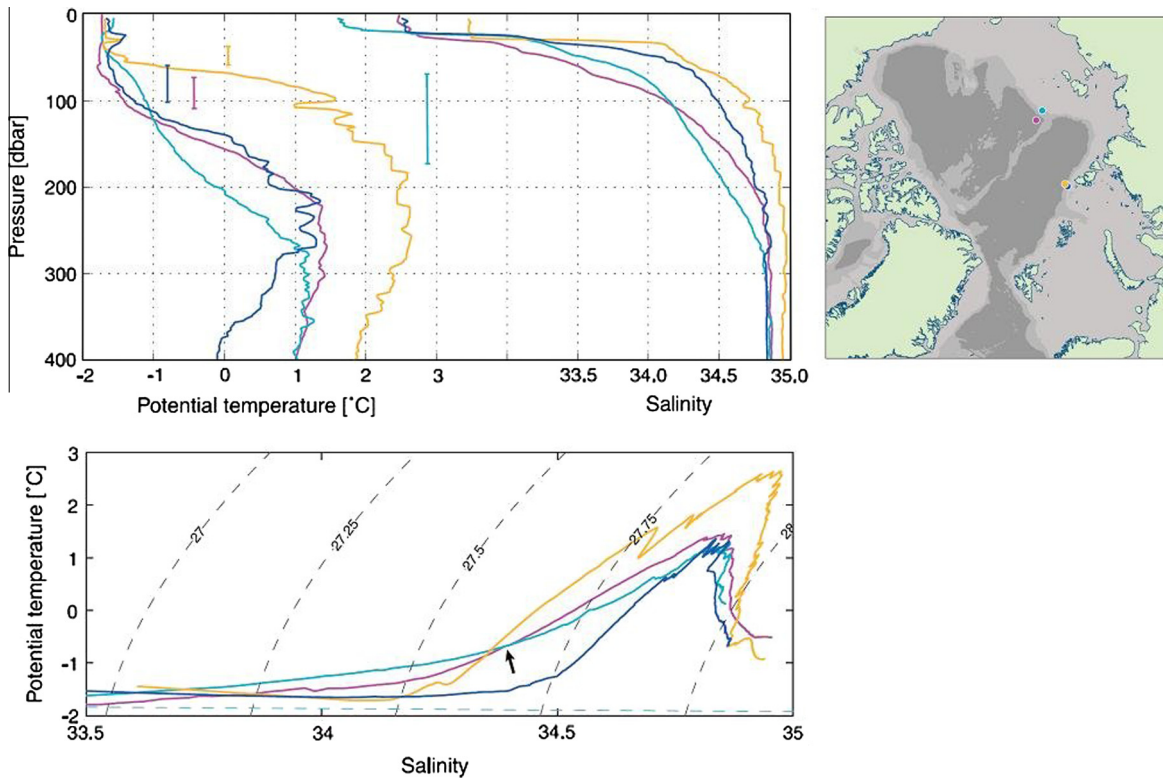 0
100
200
300
400
Pressure [dbar]
-2 -1 0 1 2 3 33.5 34.0 34.5 35.0
Potential temperature [˚C] Salinity
3
2
1
0
-1
-2
Potential temperature [˚C]
27 27.25 27.5 27.75 28
33.5 34 34.5 35
Salinity